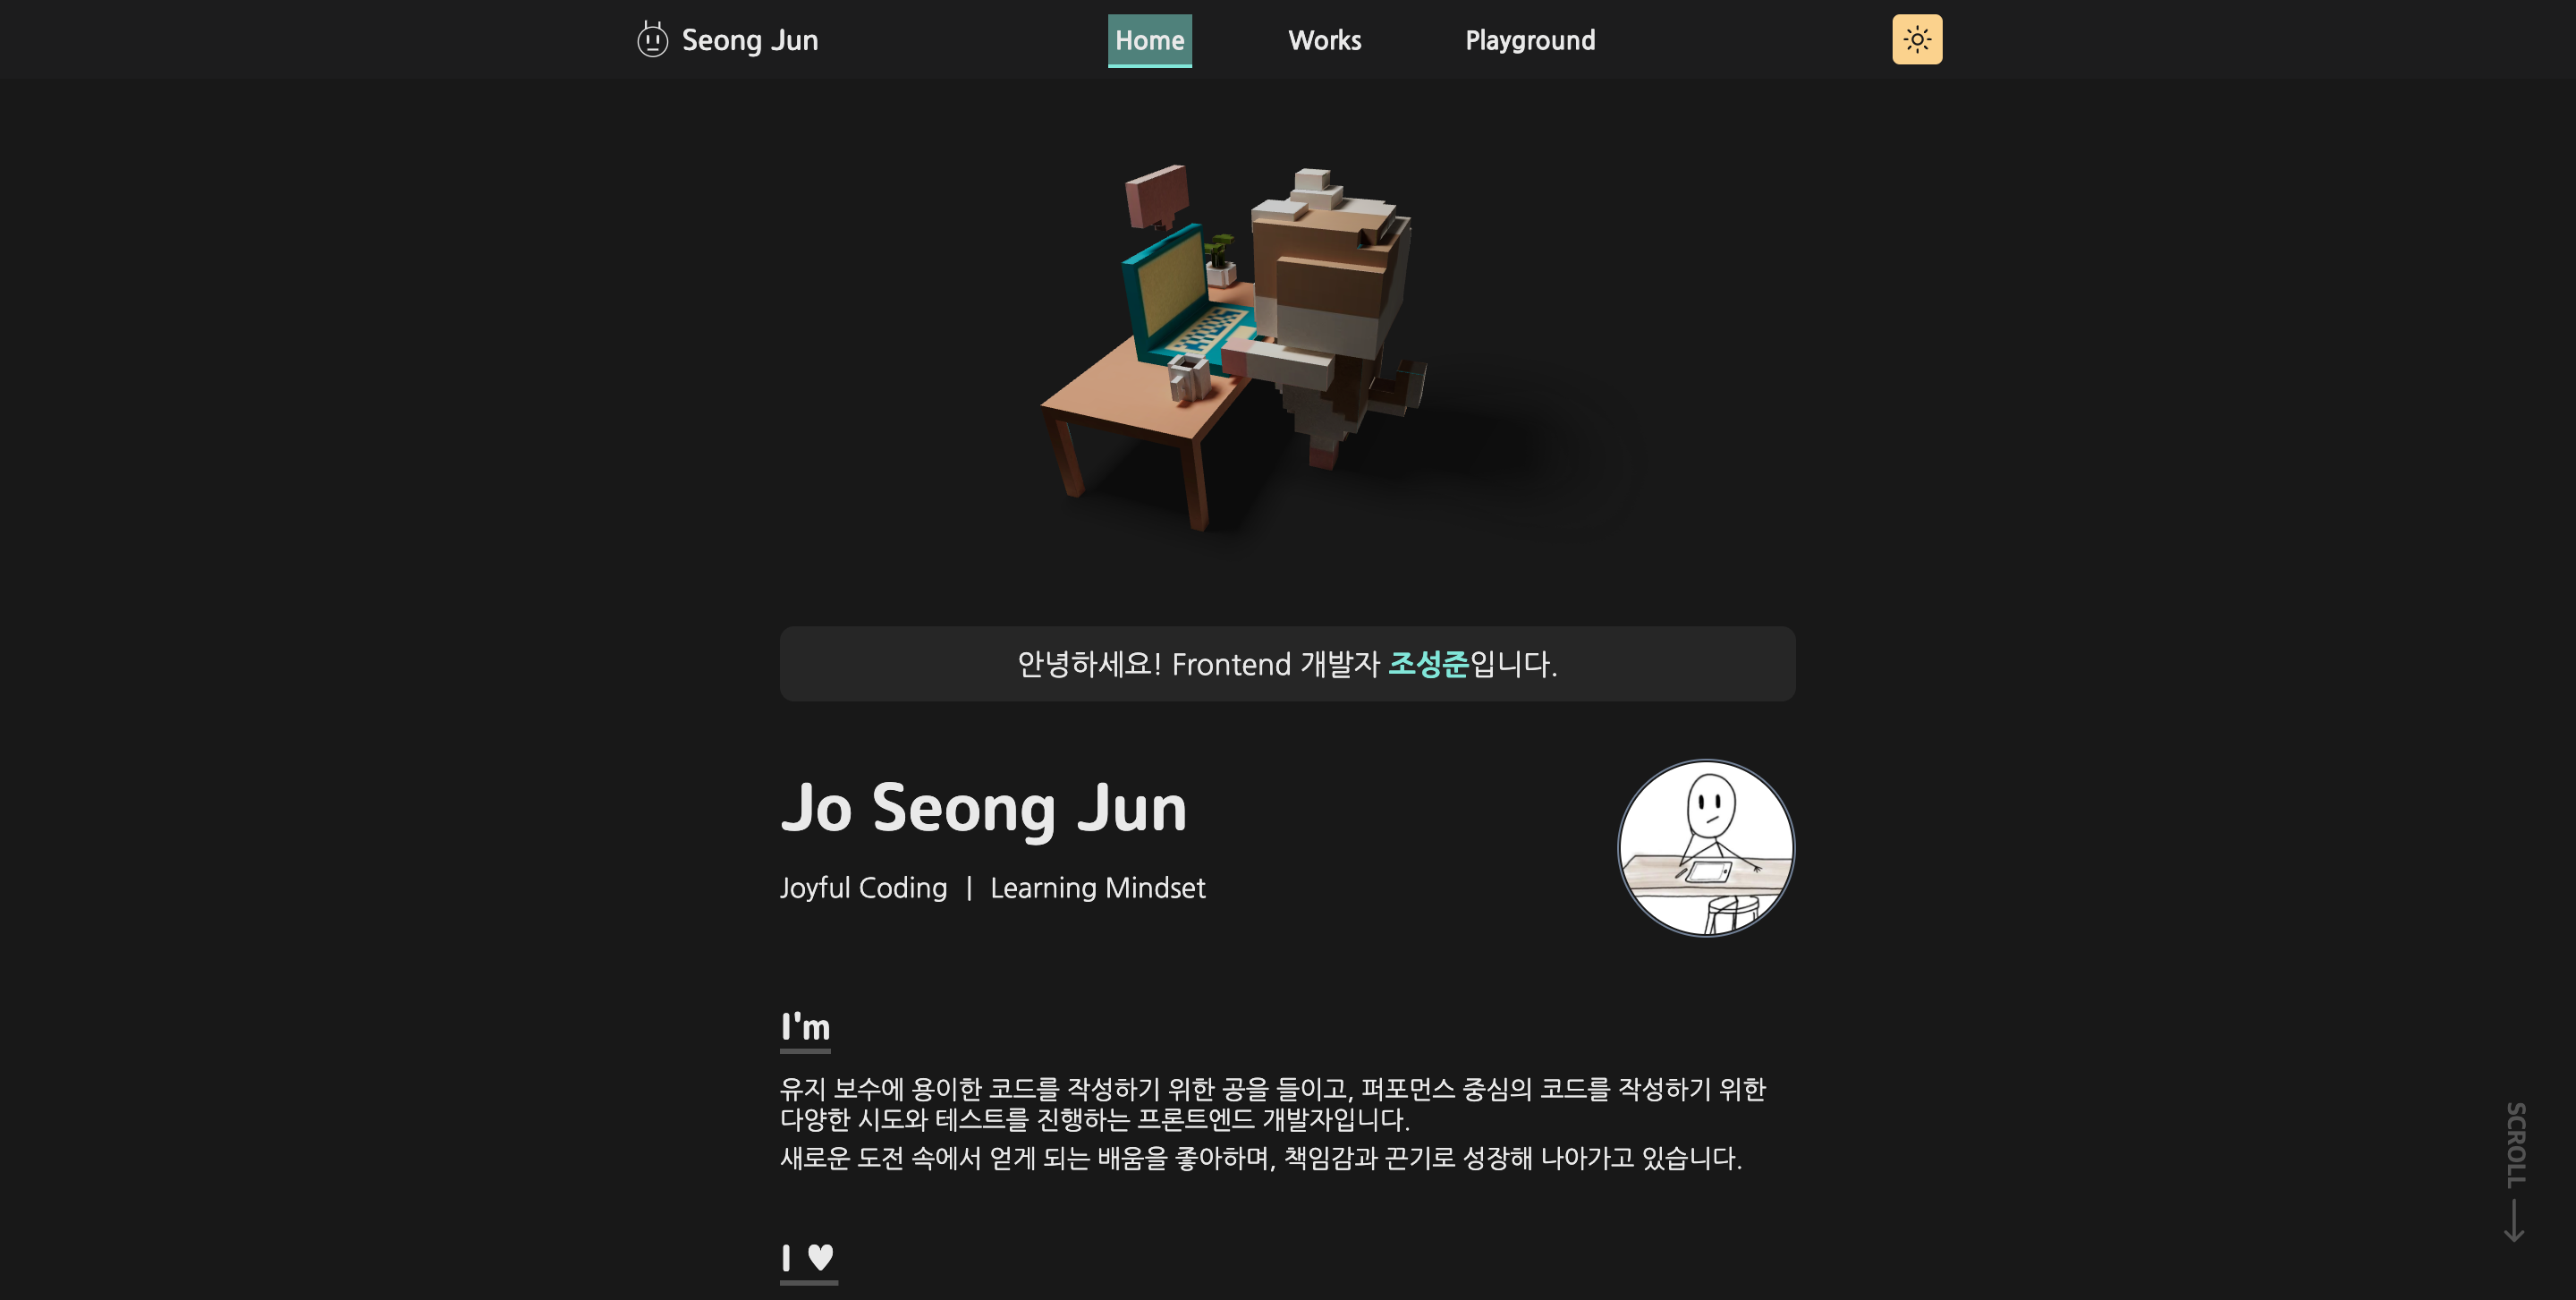 Seong Jun
Home
Works
Playground
안녕하세요! Frontend 개발자 조성준입니다.
Jo Seong Jun
Joyful Coding | Learning Mindset
I'm
유지 보수에 용이한 코드를 작성하기 위한 공을 들이고, 퍼포먼스 중심의 코드를 작성하기 위한
다양한 시도와 테스트를 진행하는 프론트엔드 개발자입니다.
새로운 도전 속에서 얻게 되는 배움을 좋아하며, 책임감과 끈기로 성장해 나아가고 있습니다.
I ♥
SCROLL